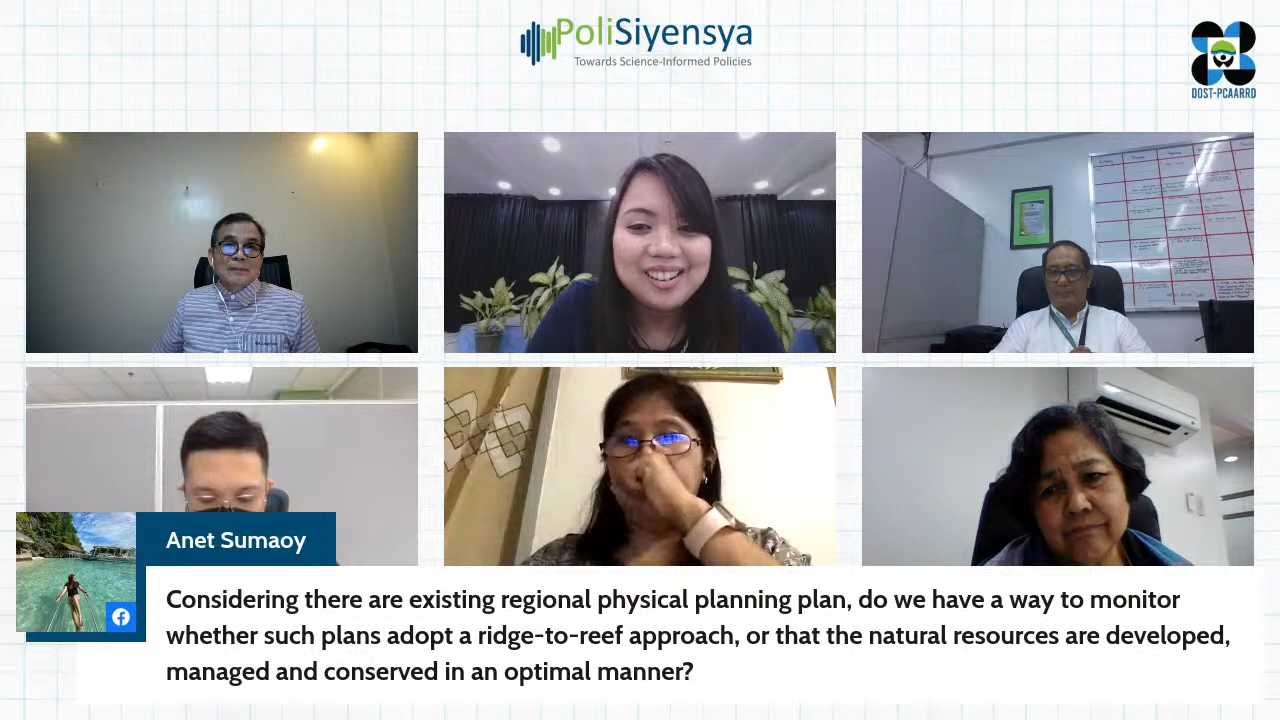 PoliSiyensya
Towards Science-Informed Policies
DOST-PCAARRD
Anet Sumaoy
Considering there are existing regional physical planning plan, do we have a way to monitor
whether such plans adopt a ridge-to-reef approach, or that the natural resources are developed,
managed and conserved in an optimal manner?